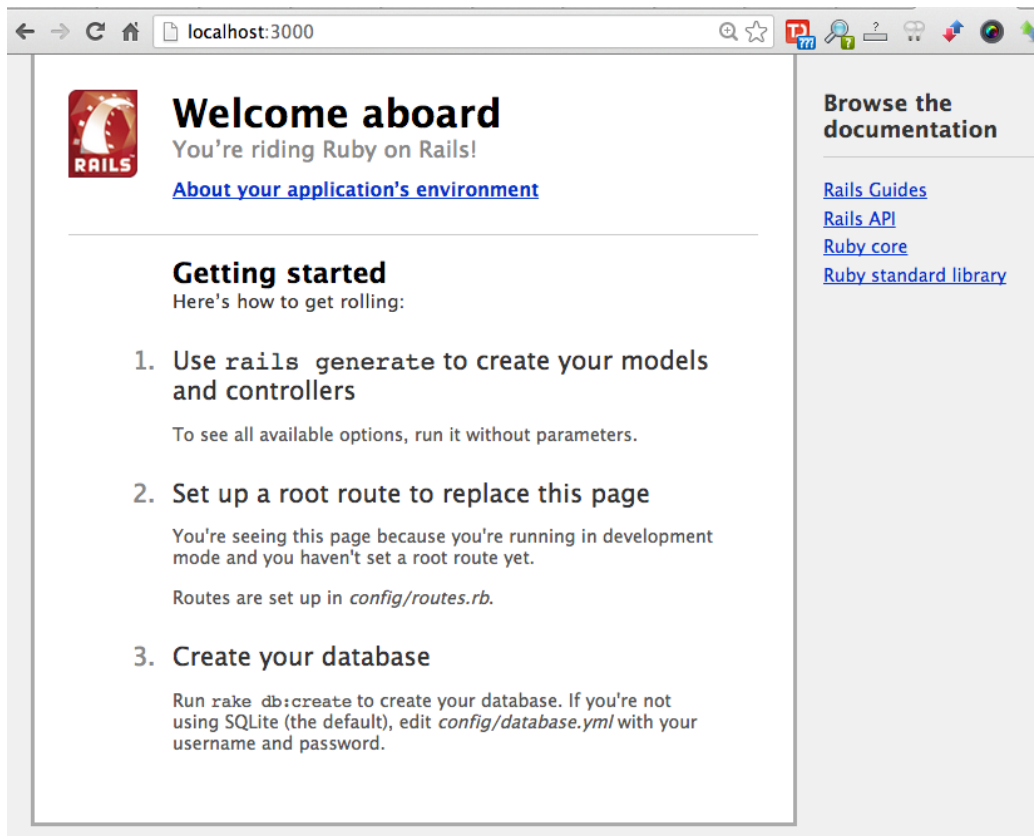 localhost:3000
?
777
?
RAILS
Welcome aboard
You're riding Ruby on Rails!
About your application's environment
Getting started
Here's how to get rolling:
1. Use rails generate to create your models
and controllers
To see all available options, run it without parameters.
2. Set up a root route to replace this page
You're seeing this page because you're running in development
mode and you haven't set a root route yet.
Routes are set up in config/routes.rb.
3. Create your database
Run rake db:create to create your database. If you're not
using SQLite (the default), edit config/database.yml with your
username and password.
Browse the
documentation
Rails Guides
Rails API
Ruby core
Ruby standard library